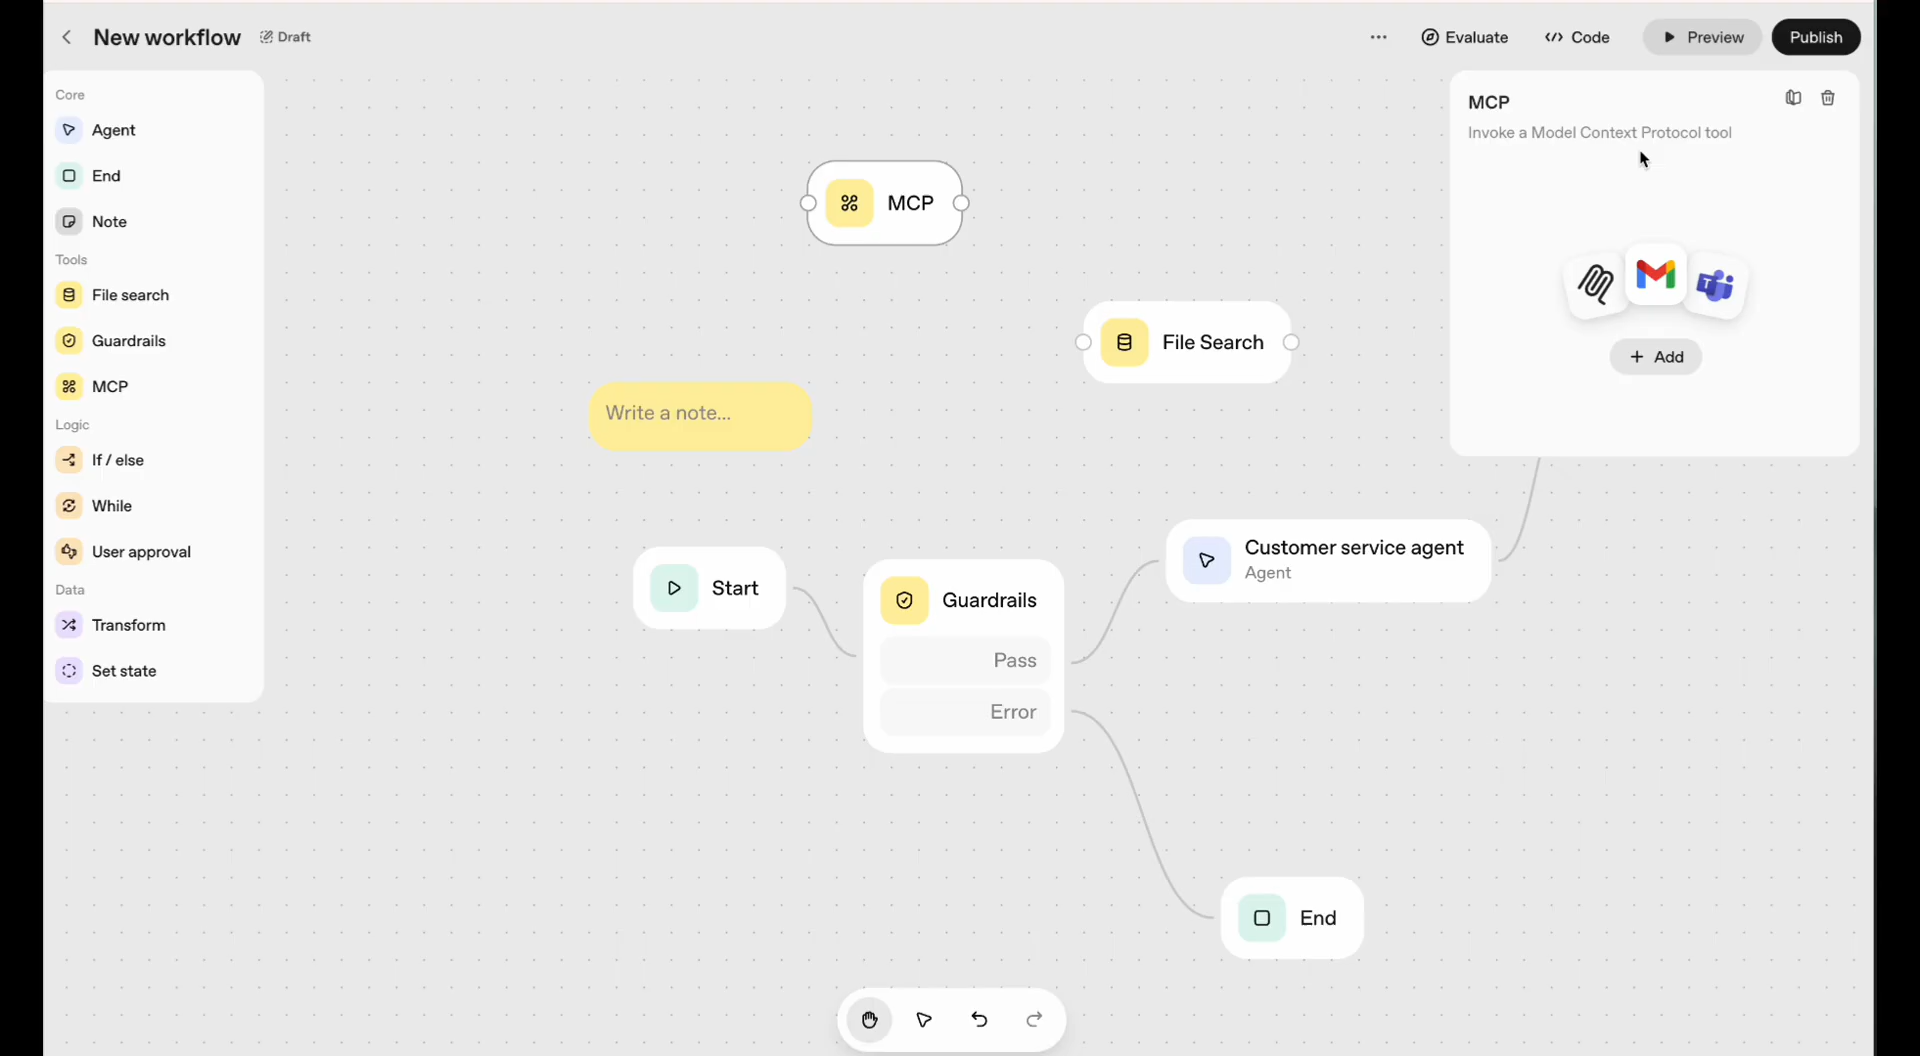 New workflow
Draft
Evaluate
Code
Preview
Publish
Core
Agent
End
Note
Tools
File search
Guardrails
MCP
Logic
If / else
While
User approval
Data
Transform
Set state
MCP
File Search
Write a note...
Start
Guardrails
Pass
Error
Customer service agent
Agent
End
MCP
Invoke a Model Context Protocol tool
T
Add